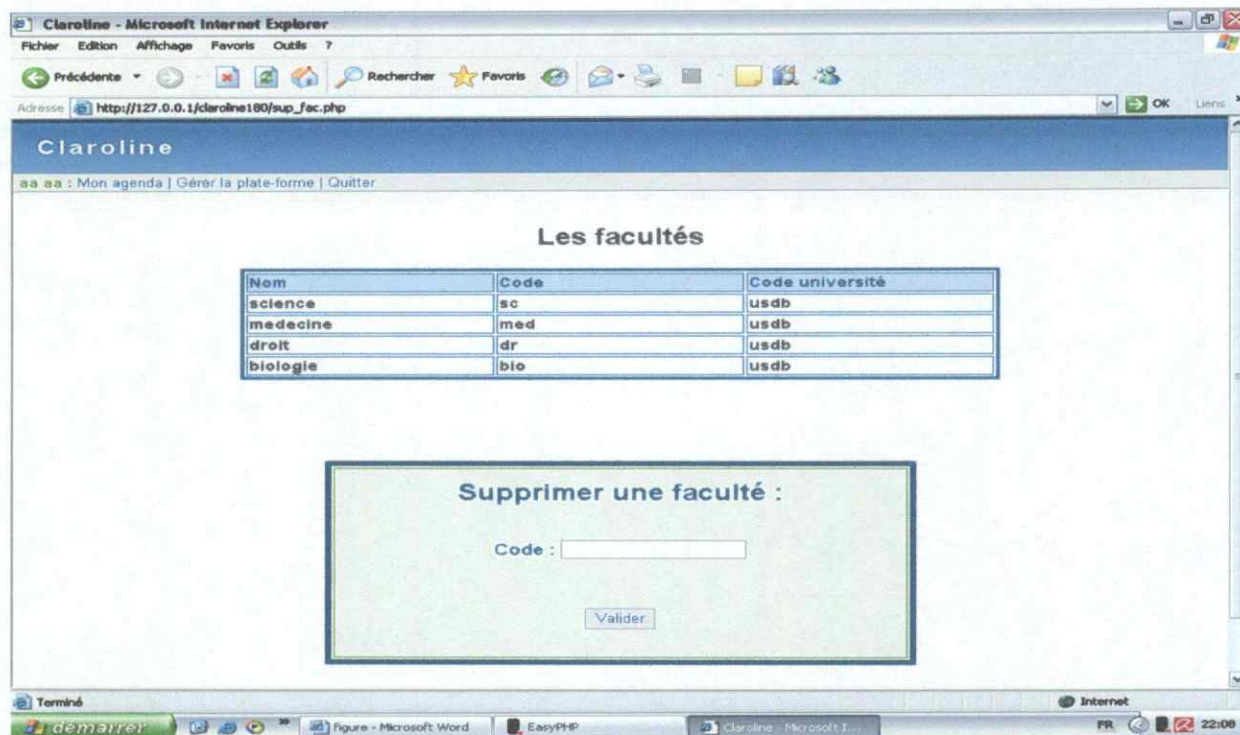 Claroline - Microsoft Internet Explorer
Fichier Edition Affichage Favoris Outils ?
Précédente Rechercher Favoris
Adresse http://127.0.0.1/claroline180/sup_fac.php OK Liens
Claroline
aa aa : Mon agenda | Gérer la plate-forme | Quitter
Les facultés
Nom Code Code université
science sc usdb
medecine med usdb
droit dr usdb
biologie bio usdb
Supprimer une faculté :
Code :
Valider
Terminé Internet
démarrer figure - Microsoft Word EasyPHP Claroline - Microsoft I... FR 22:08